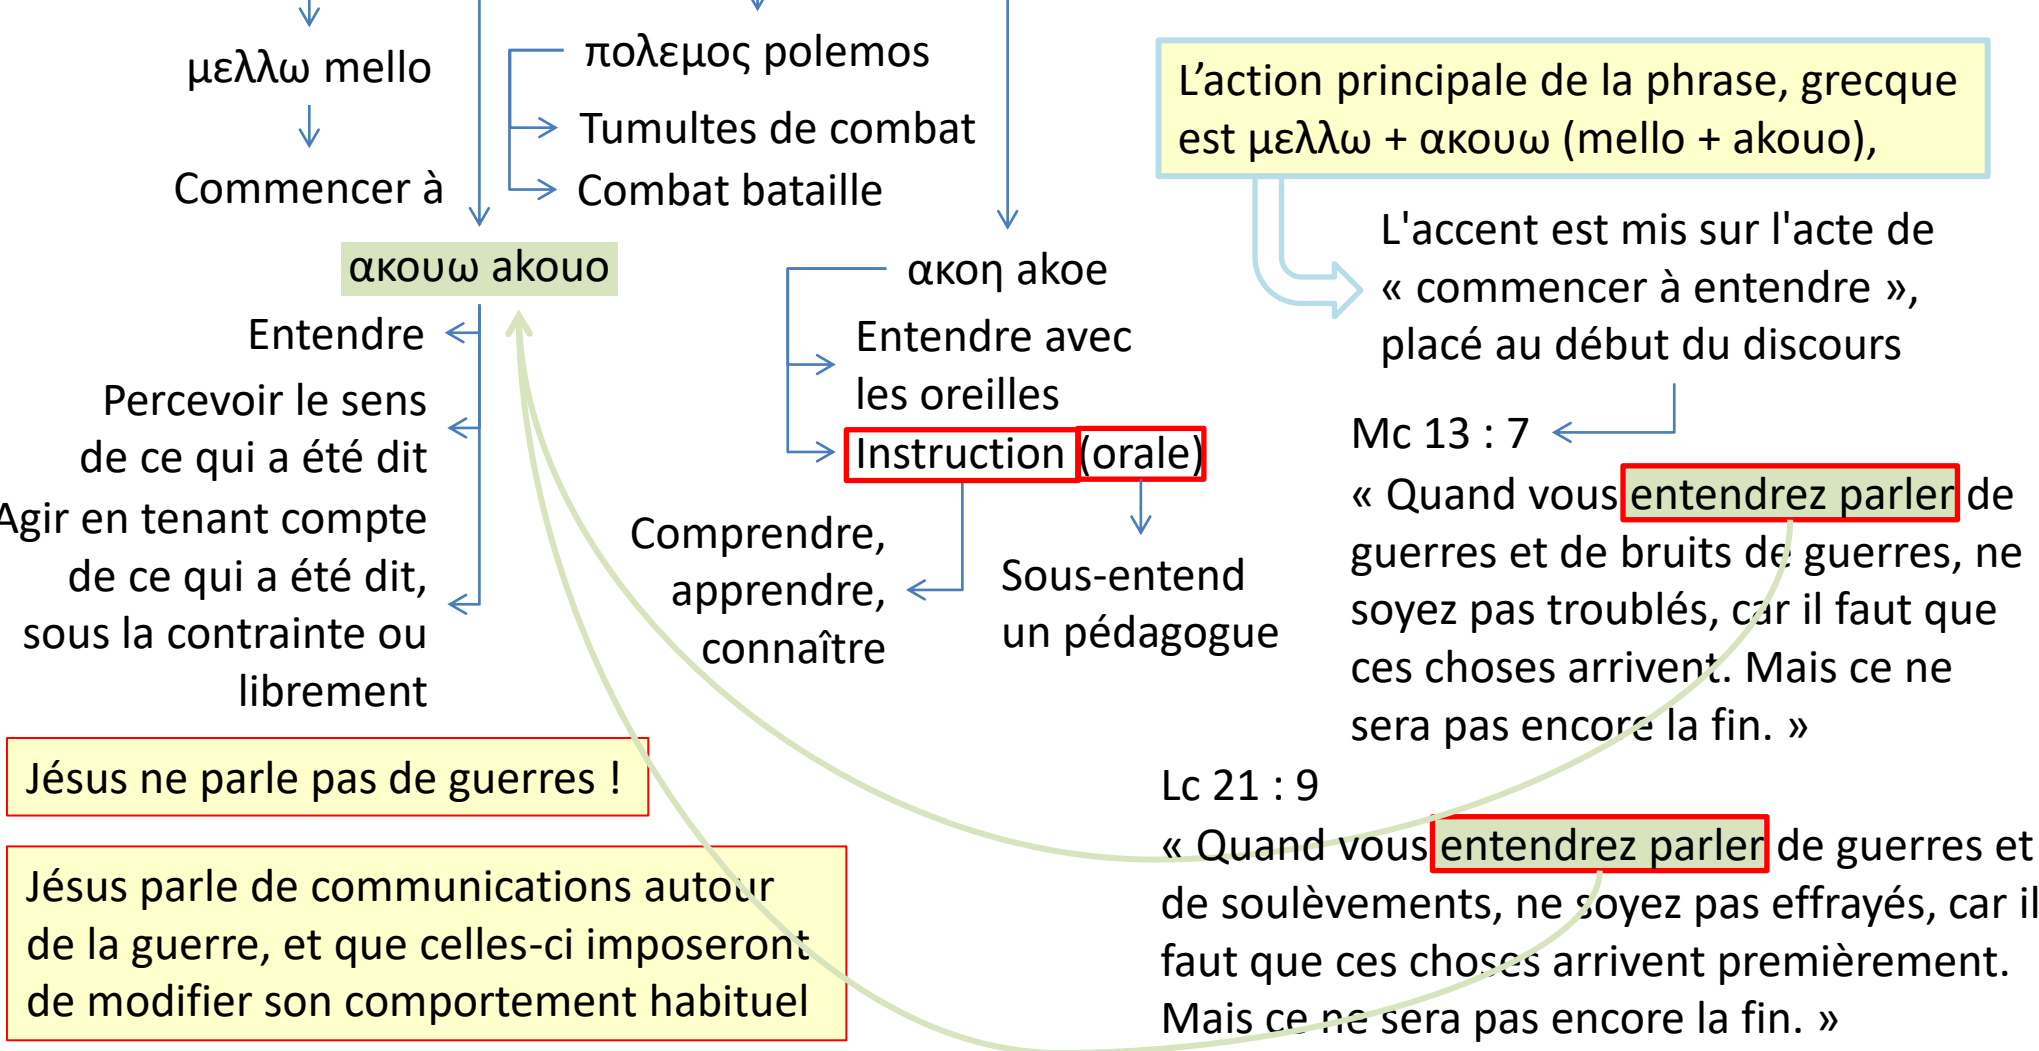 μελλω mello
Commencer à
πολεμος polemos
Tumultes de combat
Combat bataille
ακουω akouo
Entendre
Percevoir le sens
de ce qui a été dit
Agir en tenant compte
de ce qui a été dit,
sous la contrainte ou
librement
ακοη akoe
Entendre avec
les oreilles
Instruction (orale)
Comprendre,
apprendre,
connaître
Sous-entend
un pédagogue
L’action principale de la phrase, grecque
est μελλω + ακουω (mello + akouo),
L'accent est mis sur l'acte de
« commencer à entendre »,
placé au début du discours
Mc 13 : 7
« Quand vous entendrez parler de
guerres et de bruits de guerres, ne
soyez pas troublés, car il faut que
ces choses arrivent. Mais ce ne
sera pas encore la fin. »
Lc 21 : 9
« Quand vous entendrez parler de guerres et
de soulèvements, ne soyez pas effrayés, car il
faut que ces choses arrivent premièrement.
Mais ce ne sera pas encore la fin. »
Jésus ne parle pas de guerres !
Jésus parle de communications autour
de la guerre, et que celles-ci imposeront
de modifier son comportement habituel